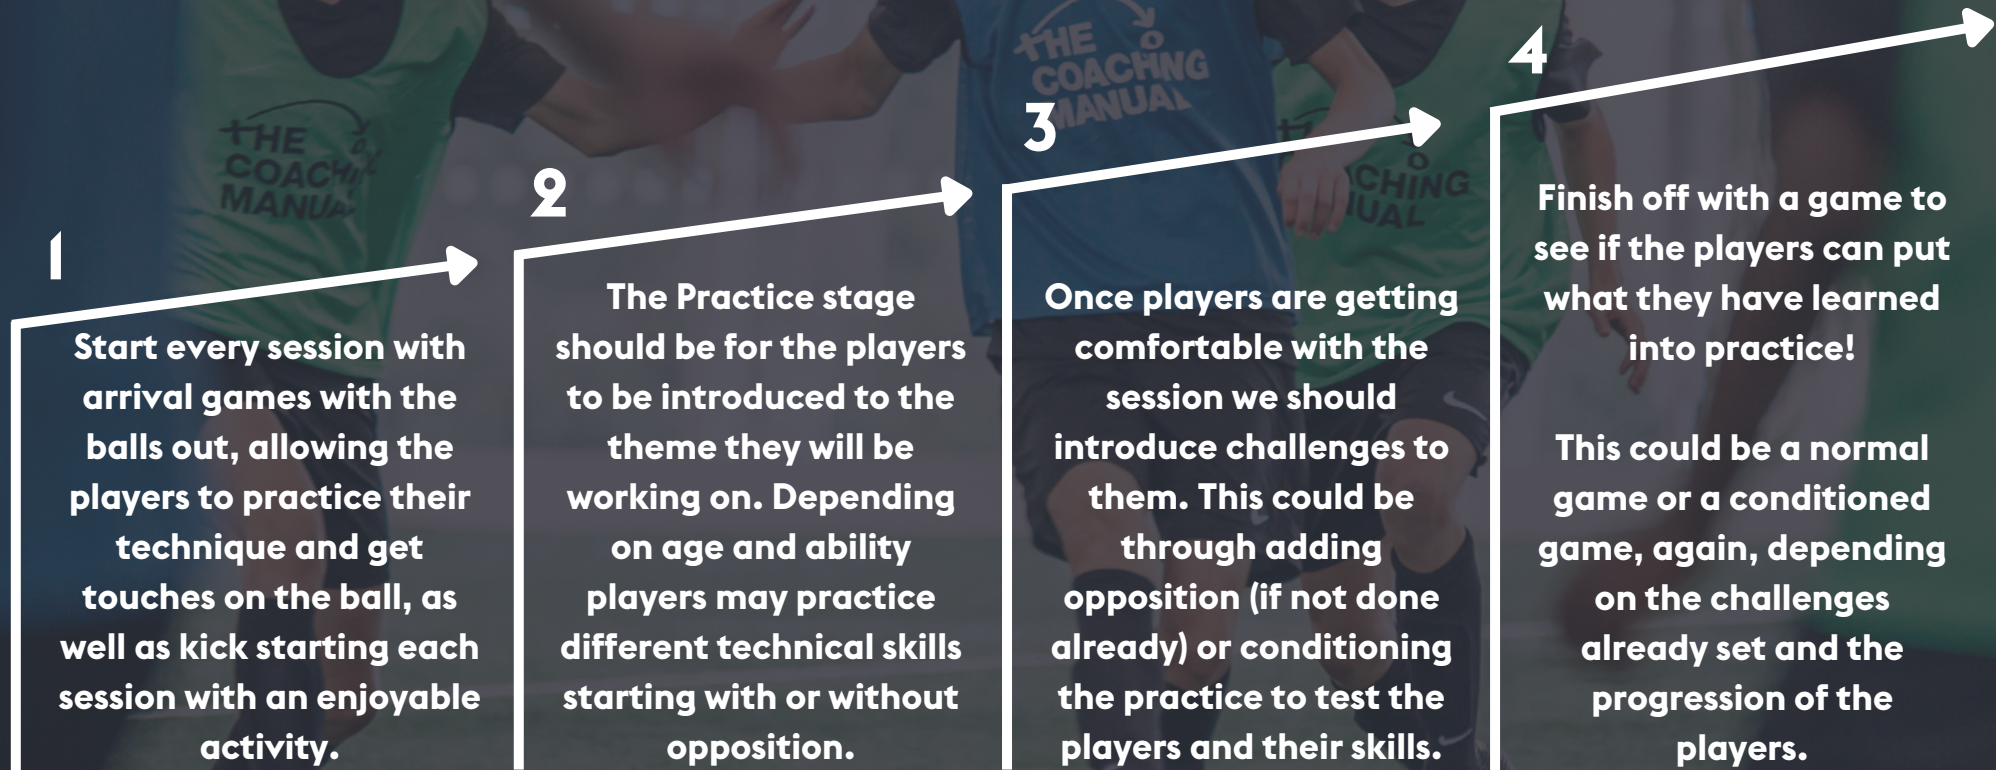 THE
COACHING
MANUAL
THE
COACHING
MANUAL
1
Start every session with
arrival games with the
balls out, allowing the
players to practice their
technique and get
touches on the ball, as
well as kick starting each
session with an enjoyable
activity.
2
The Practice stage
should be for the players
to be introduced to the
theme they will be
working on. Depending
on age and ability
players may practice
different technical skills
starting with or without
opposition.
3
Once players are getting
comfortable with the
session we should
introduce challenges to
them. This could be
through adding
opposition (if not done
already) or conditioning
the practice to test the
players and their skills.
4
Finish off with a game to
see if the players can put
what they have learned
into practice!
This could be a normal
game or a conditioned
game, again, depending
on the challenges
already set and the
progression of the
players.